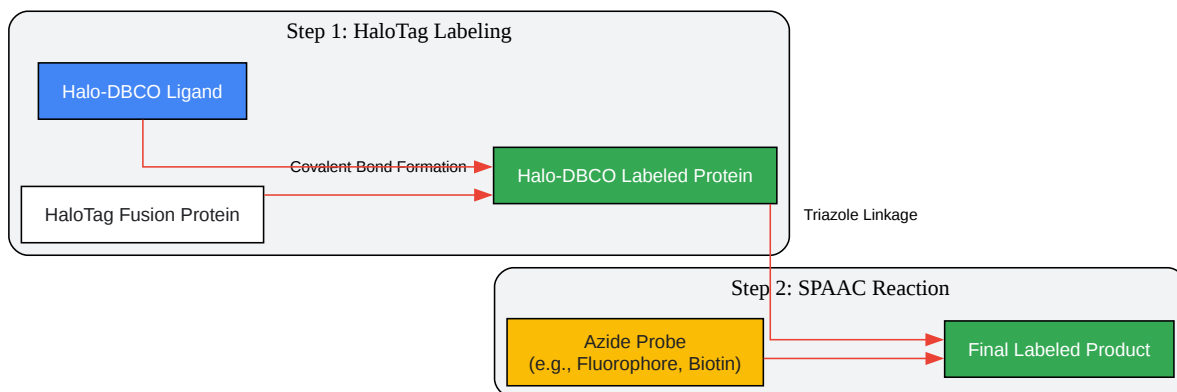 Step 1: HaloTag Labeling
Halo-DBCO Ligand
Covalent Bond Formation
Halo-DBCO Labeled Protein
HaloTag Fusion Protein
Triazole Linkage
Step 2: SPAAC Reaction
Azide Probe
(e.g., Fluorophore, Biotin)
Final Labeled Product